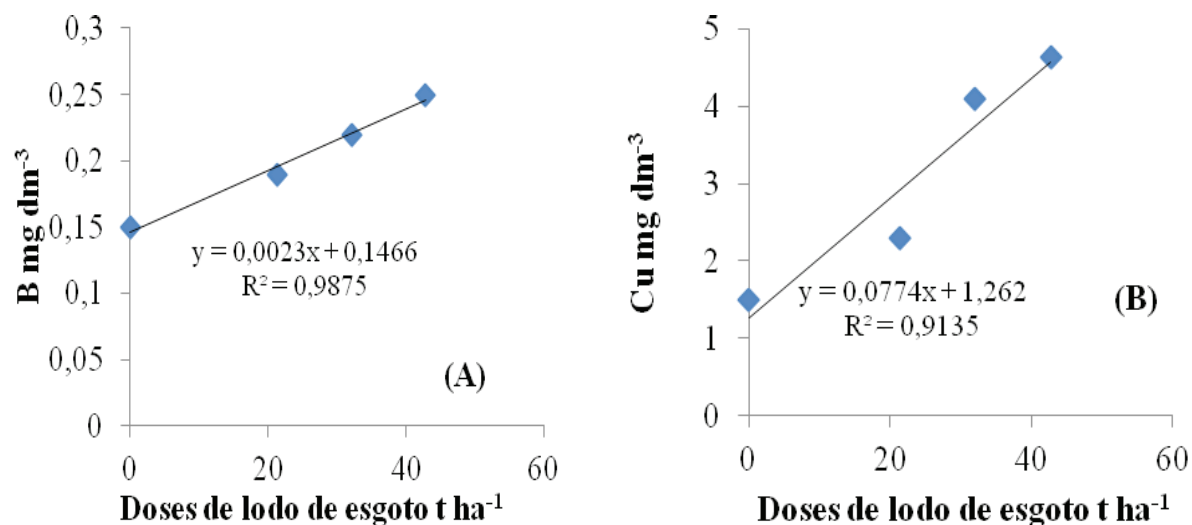 B mg dm⁻³
0,3
0,25
0,2
0,15
0,1
0,05
0
y = 0,0023x + 0,1466
R² = 0,9875
(A)
0 20 40 60
Doses de lodo de esgoto t ha⁻¹
Cu mg dm⁻³
5
4
3
2
1
0
y = 0,0774x + 1,262
R² = 0,9135
(B)
0 20 40 60
Doses de lodo de esgoto t ha⁻¹